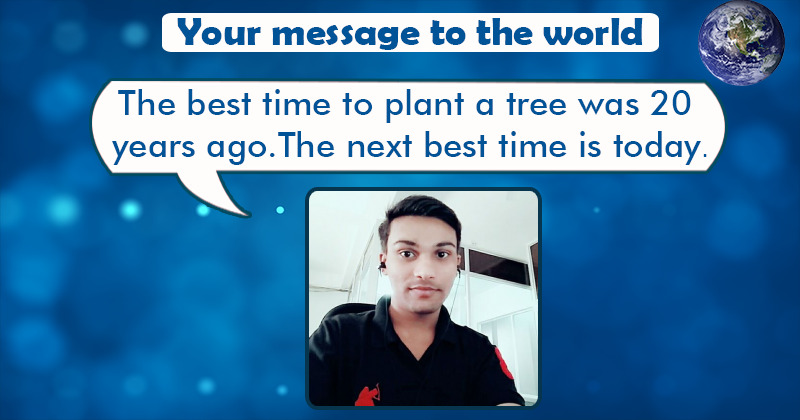 Your message to the world
The best time to plant a tree was 20
years ago.The next best time is today.